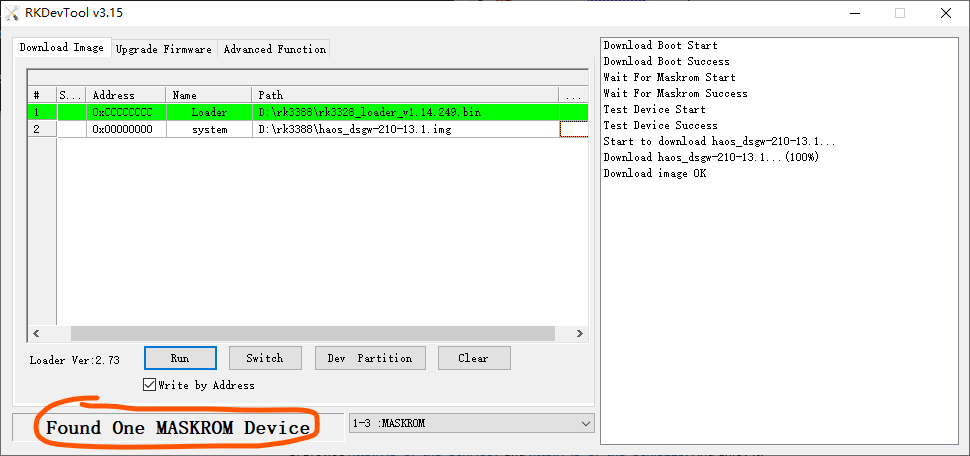 RKDevTool v3.15
Download Image Upgrade Firmware Advanced Function
# S... Address Name Path ...
1 0xCCCCCCCC Loader D:\rk3388\rk3328_loader_v1.14.249.bin
2 0x00000000 system D:\rk3388\haos_dsgw-210-13.1.img
Loader Ver:2.73 Run Switch Dev Partition Clear
Write by Address
Found One MASKROM Device 1-3 :MASKROM
Download Boot Start
Download Boot Success
Wait For Maskrom Start
Wait For Maskrom Success
Test Device Start
Test Device Success
Start to download haos_dsgw-210-13.1...
Download haos_dsgw-210-13.1...(100%)
Download image OK